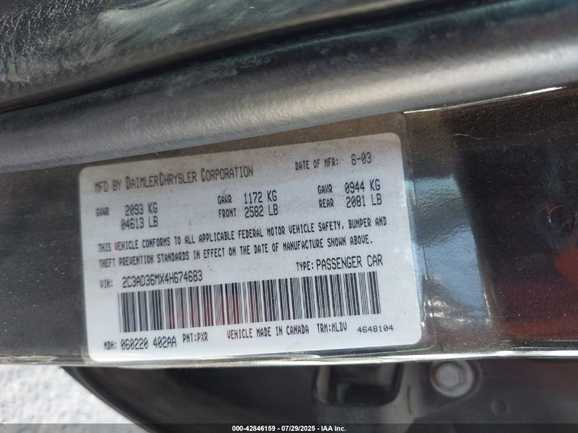 MFD BY DAIMLERCHRYSLER CORPORATION DATE OF MFR: 6-03
GVWR 2093 KG GAWR 1172 KG GAWR 0944 KG
04613 LB FRONT 2582 LB REAR 2081 LB
THIS VEHICLE CONFORMS TO ALL APPLICABLE FEDERAL MOTOR VEHICLE SAFETY, BUMPER AND
THEFT PREVENTION STANDARDS IN EFFECT ON THE DATE OF MANUFACTURE SHOWN ABOVE.
VIN: 2C3AD36MX4H674683 TYPE: PASSENGER CAR
MDH: 060220 402AA PNT: PXR VEHICLE MADE IN CANADA TRM: MLDV 4648104
000-42846159 - 07/29/2025 - IAA Inc.